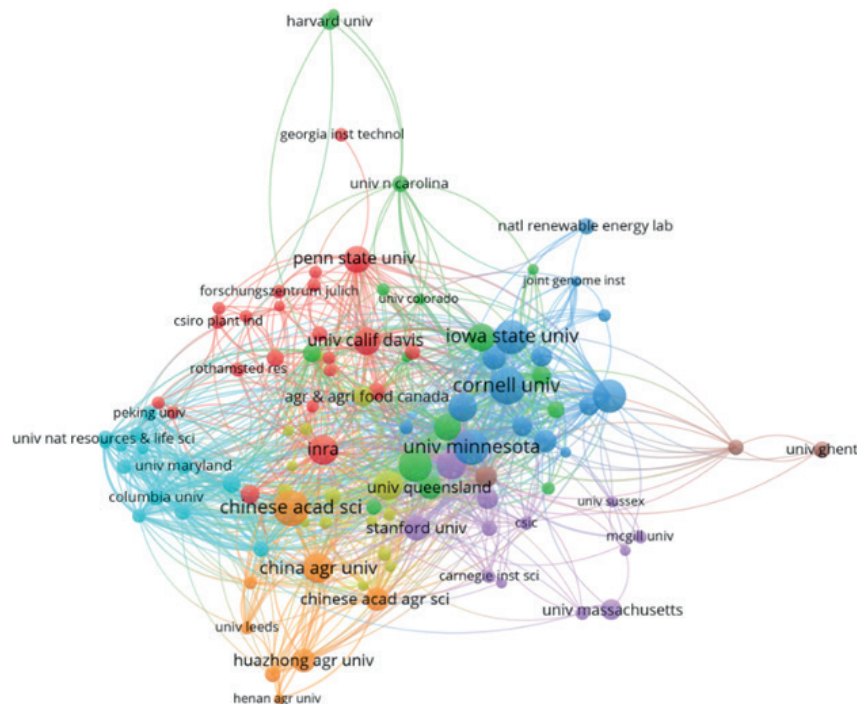 harvard univ
georgia inst technol
univ n carolina
natl renewable energy lab
penn state univ
joint genome inst
forschungszentrum julich
univ colorado
csiro plant ind
univ calif davis
iowa state univ
rothamsted res
cornell univ
agr & agri food canada
peking univ
univ nat resources & life sci
inra
univ minnesota
univ ghent
univ maryland
univ queensland
columbia univ
univ sussex
chinese acad sci
stanford univ
csic
mcgill univ
china agr univ
carnegie inst sci
chinese acad agr sci
univ massachusetts
univ leeds
huazhong agr univ
henan agr univ